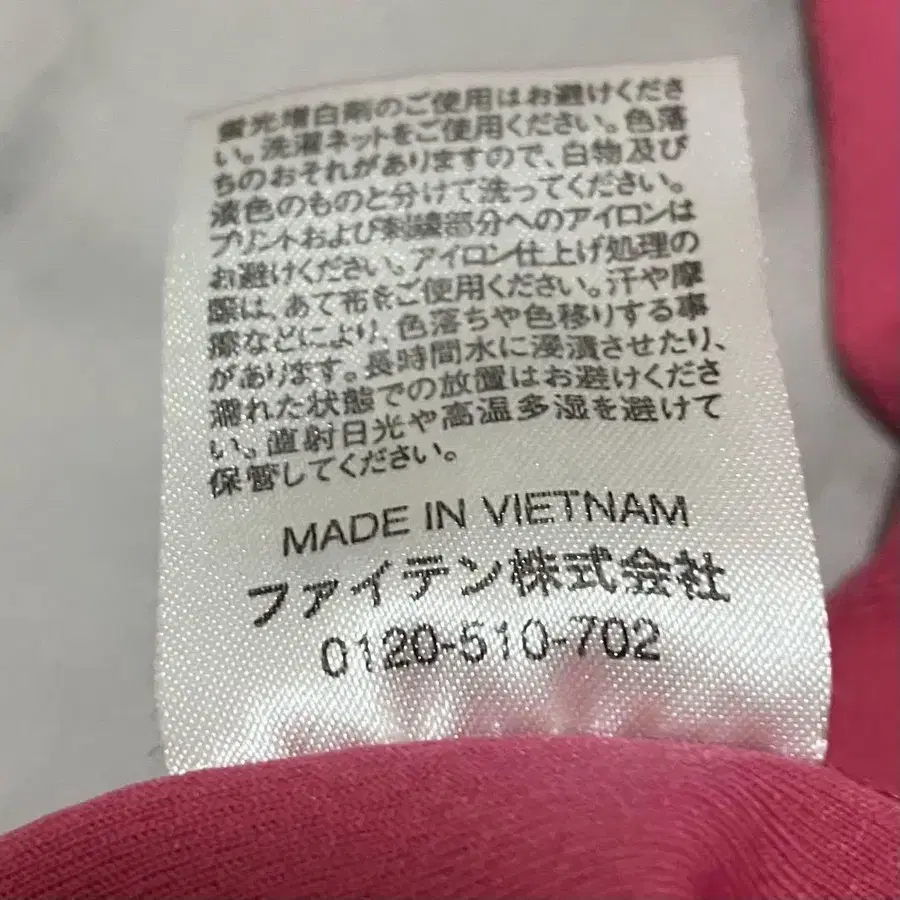 蛍光増白剤のご使用はお避けくださ
い。洗濯ネットをご使用ください。色落
ちのおそれがありますので、白物及び
淡色のものと分けて洗ってください。
プリントおよび刺繍部分へのアイロンは
お避けください。アイロン仕上げ処理の
際は、あて布をご使用ください。汗や摩
擦などにより、色落ちや色移りする事
があります。長時間水に浸漬させたり、
濡れた状態での放置はお避けくださ
い。直射日光や高温多湿を避けて
保管してください。
MADE IN VIETNAM
ファイテン株式会社
0120-510-702